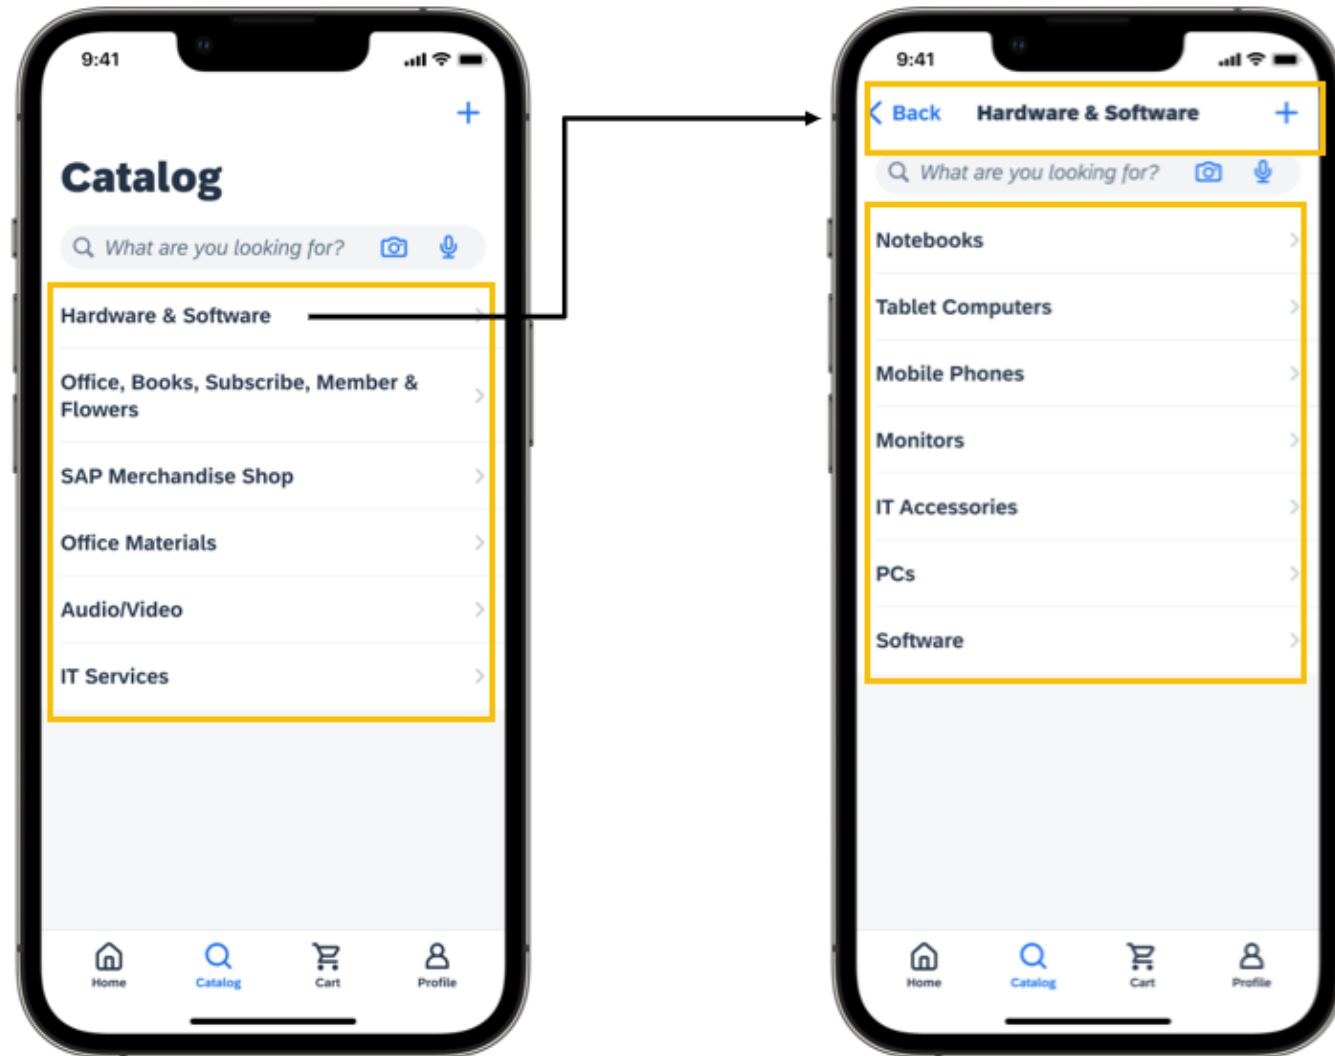 9:41
Catalog
What are you looking for?
Hardware & Software
Office, Books, Subscribe, Member &
Flowers
SAP Merchandise Shop
Office Materials
Audio/Video
IT Services
Home Catalog Cart Profile
9:41
Back Hardware & Software
What are you looking for?
Notebooks
Tablet Computers
Mobile Phones
Monitors
IT Accessories
PCs
Software
Home Catalog Cart Profile